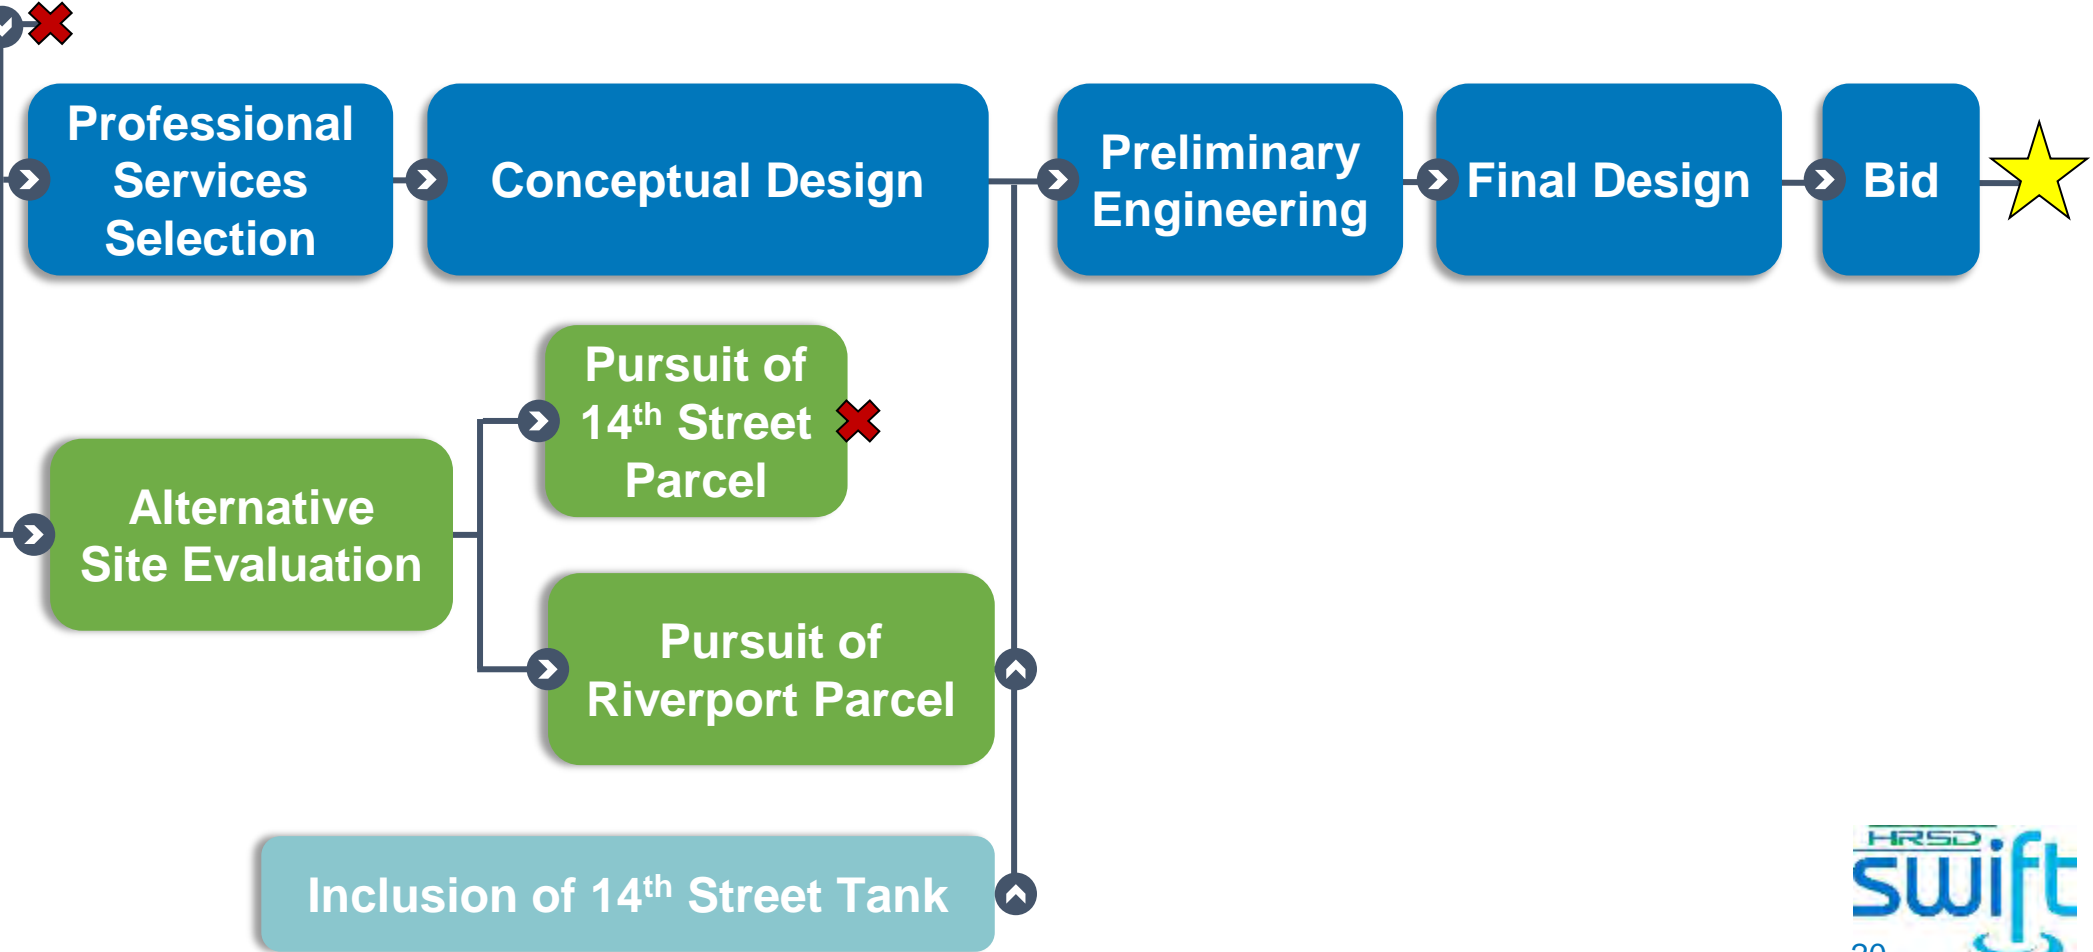 Professional
Services
Selection
Conceptual Design
Preliminary
Engineering
Final Design
Bid
Pursuit of
14th Street
Parcel
Alternative
Site Evaluation
Pursuit of
Riverport Parcel
Inclusion of 14th Street Tank
HRSD
swift